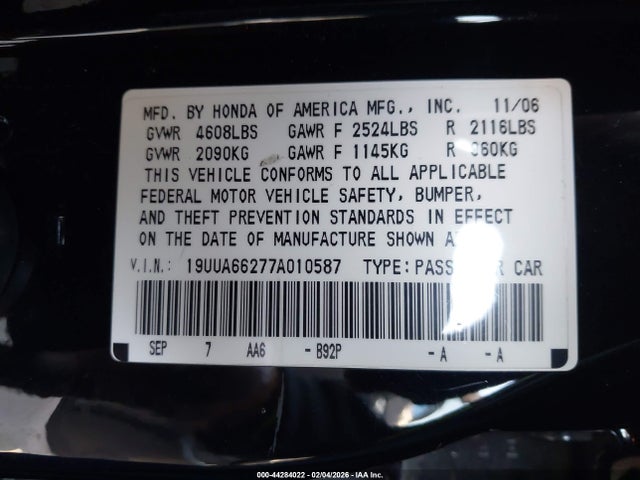 MFD. BY HONDA OF AMERICA MFG., INC. 11/06
GVWR 4608LBS GAWR F 2524LBS R 2116LBS
GVWR 2090KG GAWR F 1145KG R 960KG
THIS VEHICLE CONFORMS TO ALL APPLICABLE
FEDERAL MOTOR VEHICLE SAFETY, BUMPER,
AND THEFT PREVENTION STANDARDS IN EFFECT
ON THE DATE OF MANUFACTURE SHOWN
V.I.N.: 19UUA66277A010587 TYPE: CAR
SEP 7 AA6 - B92P - A - A
000-44284022 - 02/04/2026 - IAA Inc.